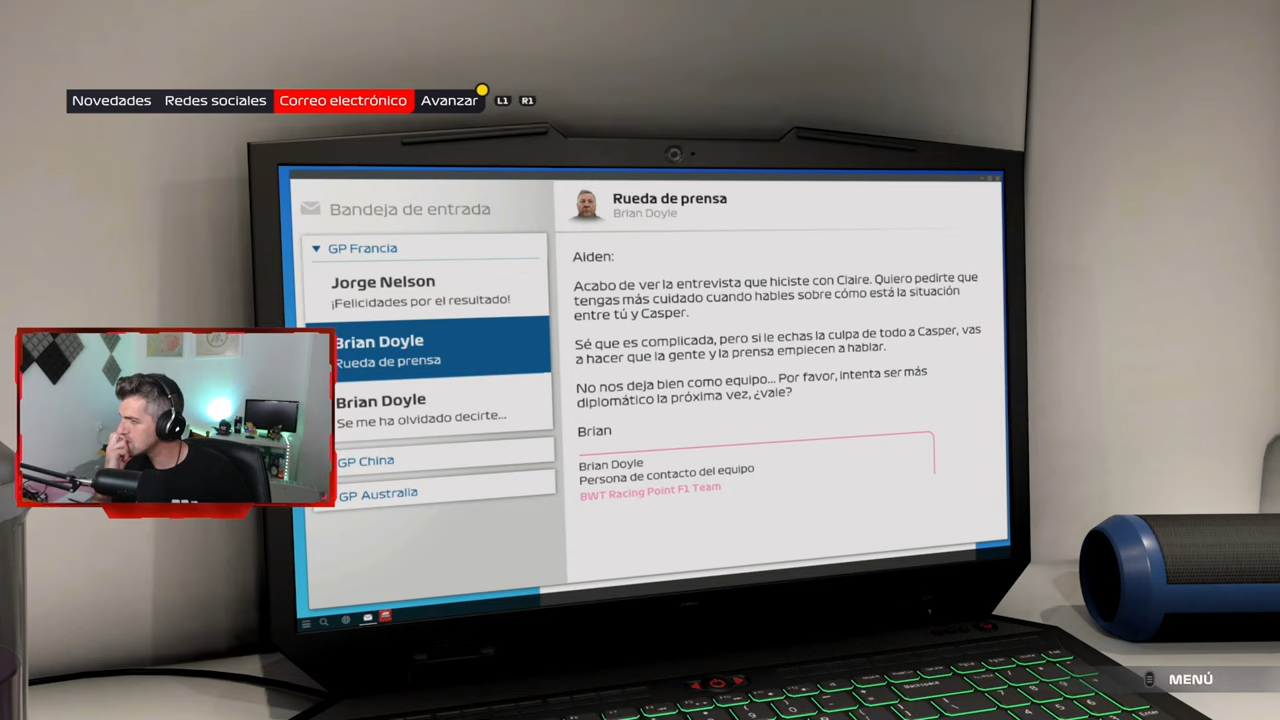 Novedades Redes sociales Correo electrónico Avanzar L1 R1
Bandeja de entrada
GP Francia
Jorge Nelson
¡Felicidades por el resultado!
Brian Doyle
Rueda de prensa
Brian Doyle
Se me ha olvidado decirte...
GP China
GP Australia
Rueda de prensa
Brian Doyle
Aiden:
Acabo de ver la entrevista que hiciste con Claire. Quiero pedirte que
tengas más cuidado cuando hables sobre cómo está la situación
entre tú y Casper.
Sé que es complicada, pero si le echas la culpa de todo a Casper, vas
a hacer que la gente y la prensa empiecen a hablar.
No nos deja bien como equipo... Por favor, intenta ser más
diplomático la próxima vez, ¿vale?
Brian
Brian Doyle
Persona de contacto del equipo
BWT Racing Point F1 Team
MENÚ